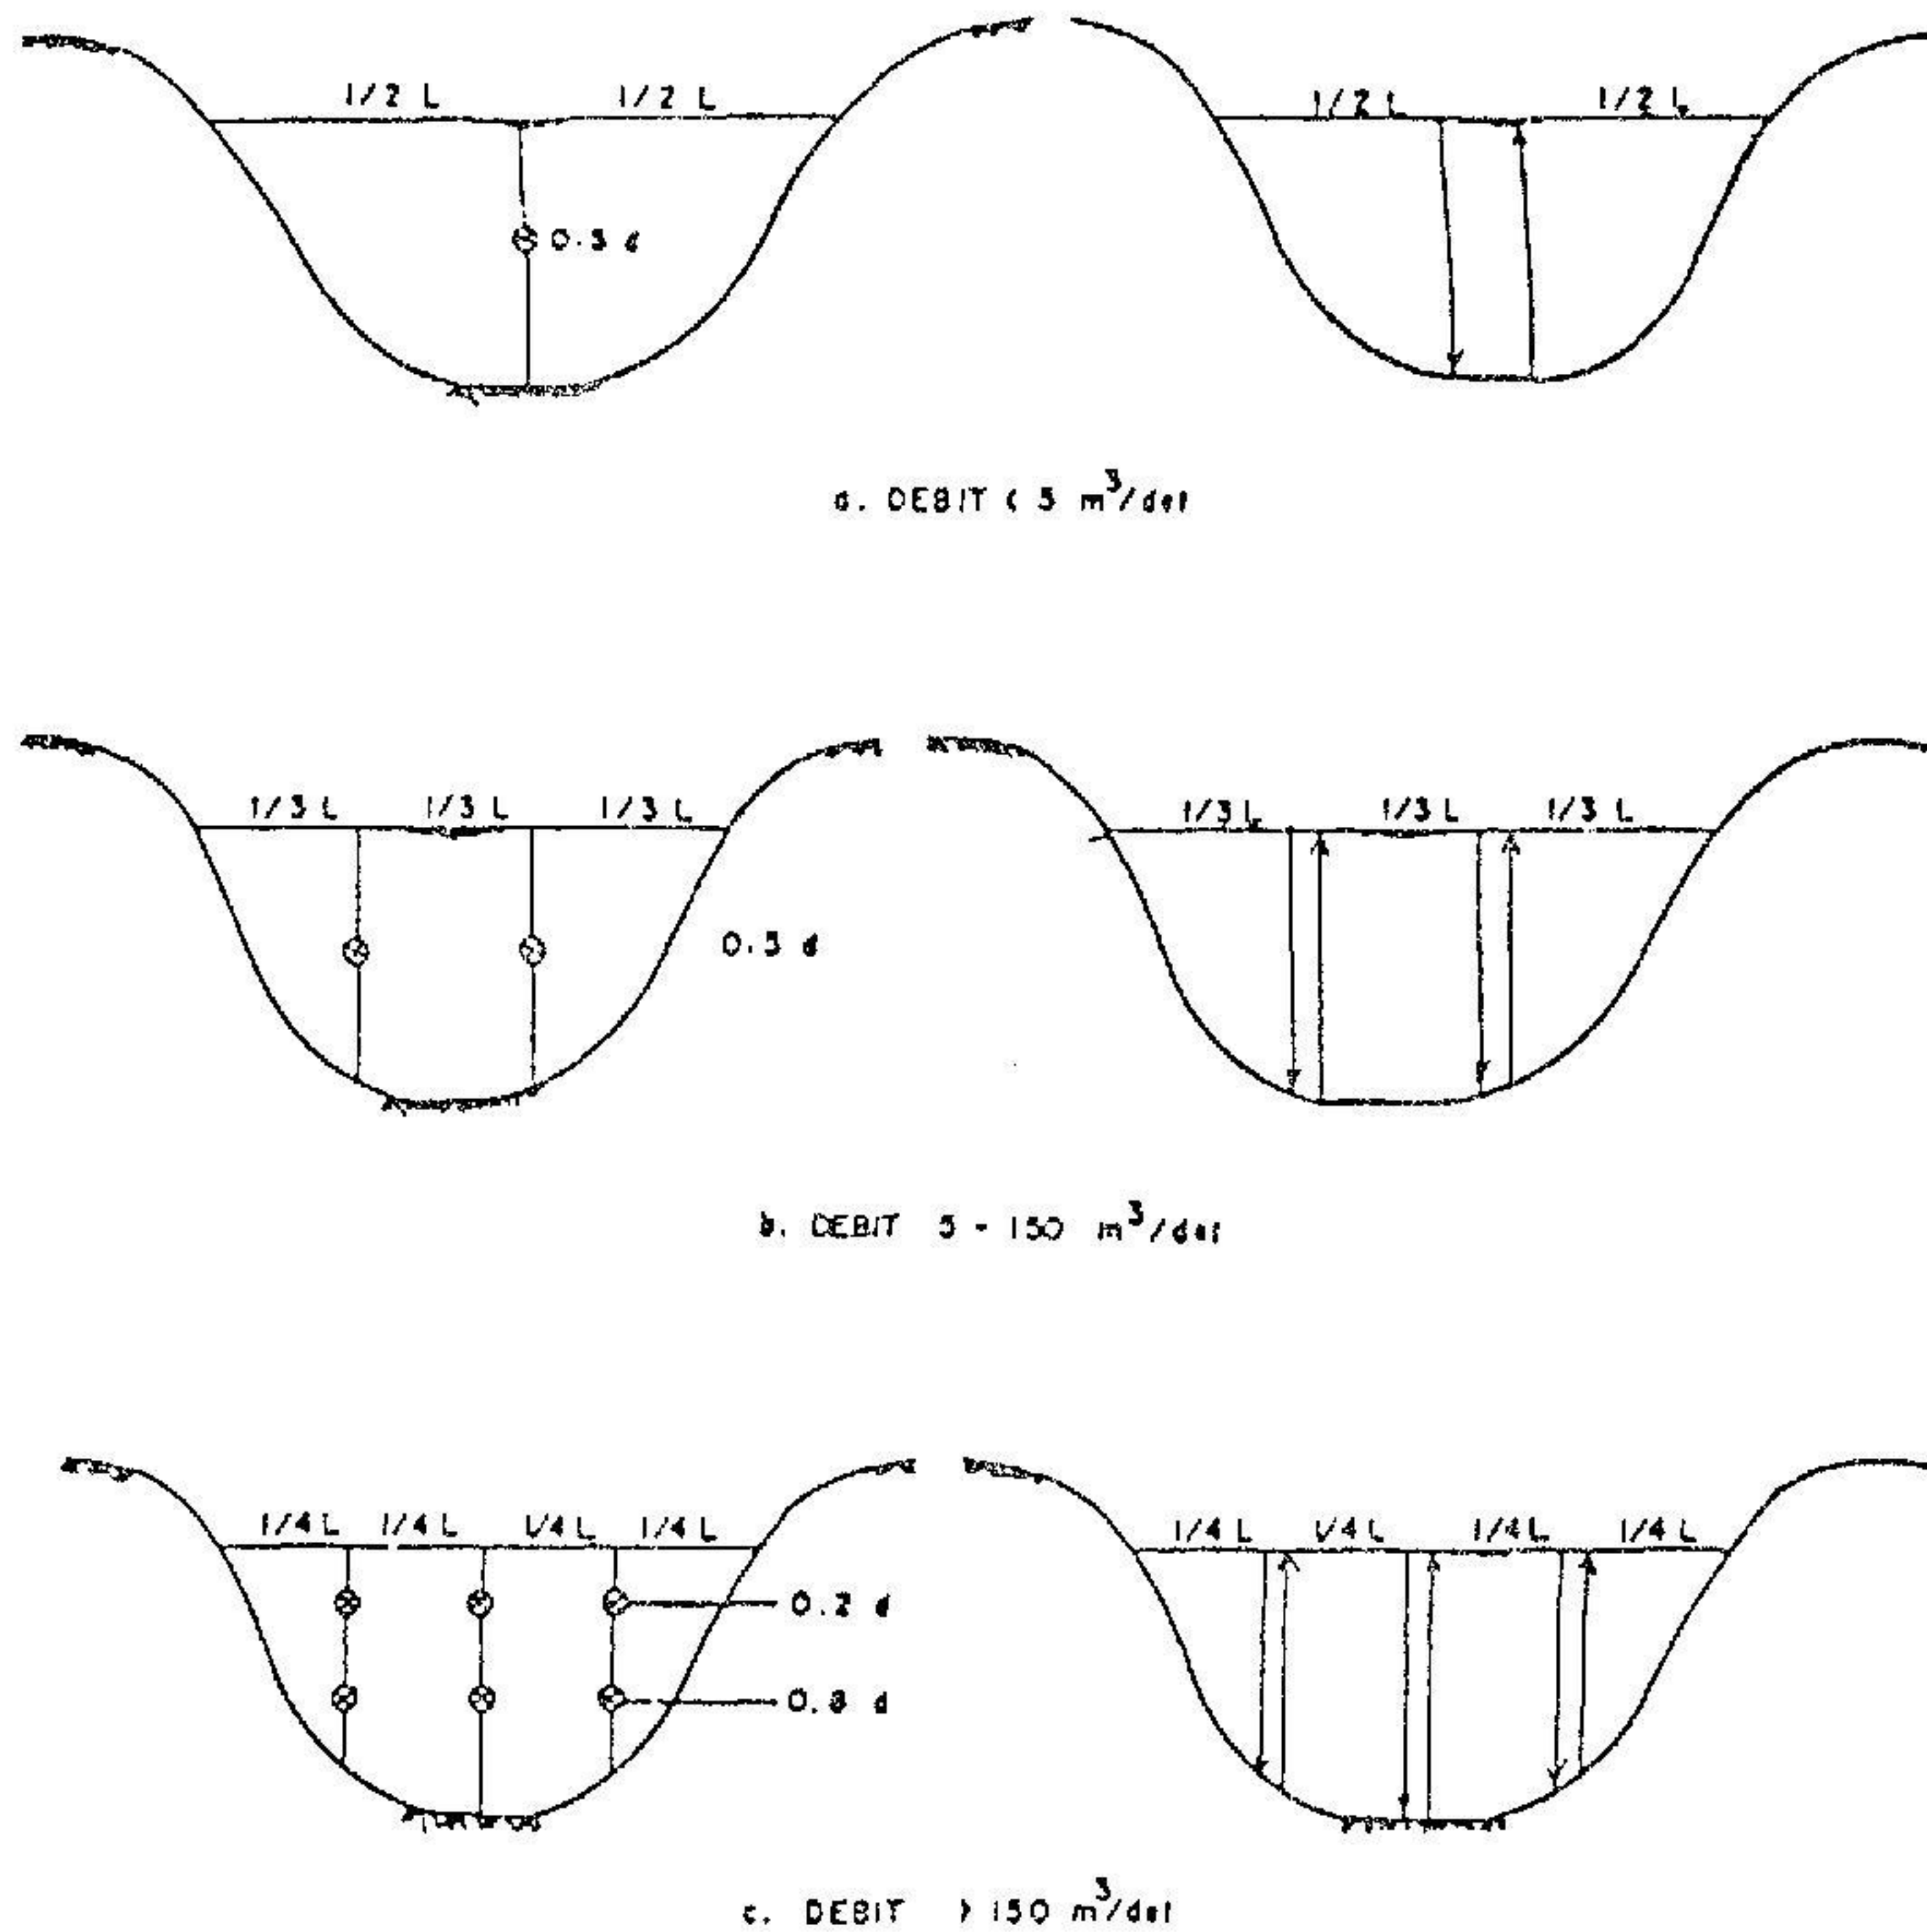 1/2 L 1/2 L 1/2 L 1/2 L
0.5 d
a. DEBIT < 5 m³/det
1/3 L 1/3 L 1/3 L 1/3 L 1/3 L 1/3 L
0.5 d
b. DEBIT 5 - 150 m³/det
1/4 L 1/4 L 1/4 L 1/4 L 1/4 L 1/4 L 1/4 L 1/4 L
0.2 d
0.8 d
c. DEBIT > 150 m³/det